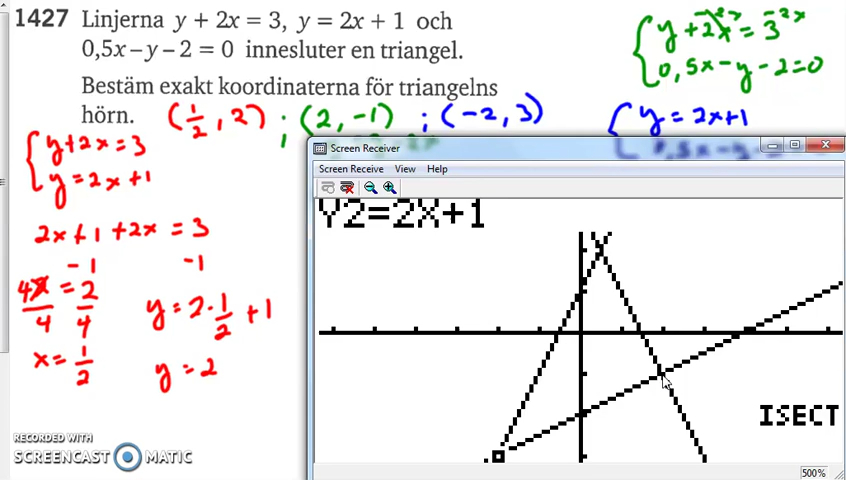 1427 Linjerna y + 2x = 3, y = 2x + 1 och
0,5x – y – 2 = 0 innesluter en triangel.
Bestäm exakt koordinaterna för triangelns
hörn.
(1/2, 2) ; (2, -1) ; (-2, 3)
y + 2x = 3
y = 2x + 1
2x + 1 + 2x = 3
-1 -1
4x/4 = 2/4
x = 1/2
y = 2·1/2 + 1
y = 2
-2x -2x
y + 2x = 3
0,5x - y - 2 = 0
y = 2x+1
Screen Receiver
Screen Receive View Help
Y2=2X+1
ISECT
500%
RECORDED WITH
SCREENCAST O MATIC